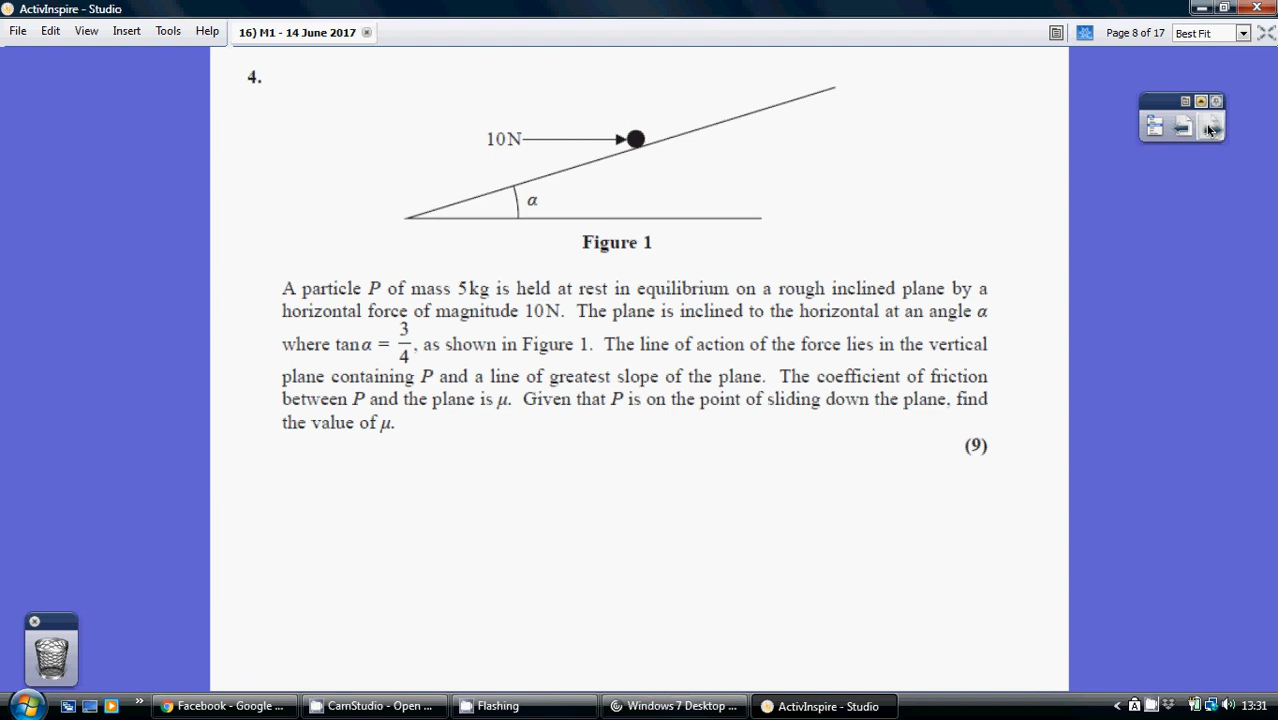 ActivInspire - Studio
File Edit View Insert Tools Help
16) M1 - 14 June 2017
Page 8 of 17
Best Fit
4.
10N
α
Figure 1
A particle P of mass 5 kg is held at rest in equilibrium on a rough inclined plane by a
horizontal force of magnitude 10N. The plane is inclined to the horizontal at an angle α
where tan α = 3/4, as shown in Figure 1. The line of action of the force lies in the vertical
plane containing P and a line of greatest slope of the plane. The coefficient of friction
between P and the plane is μ. Given that P is on the point of sliding down the plane, find
the value of μ.
(9)
Facebook - Google ...
CamStudio - Open ...
Flashing
Windows 7 Desktop ...
ActivInspire - Studio
A
13:31